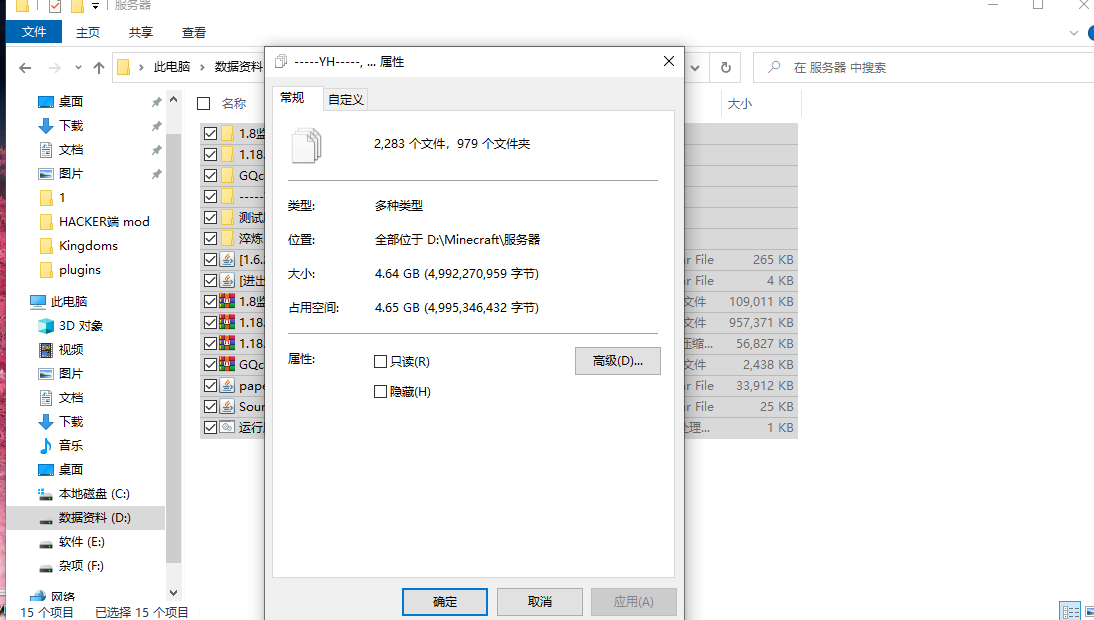 服务器
文件 主页 共享 查看
此电脑 数据资料
在 服务器 中搜索
桌面
下载
文档
图片
1
HACKER端 mod
Kingdoms
plugins
此电脑
3D 对象
视频
图片
文档
下载
音乐
桌面
本地磁盘 (C:)
数据资料 (D:)
软件 (E:)
杂项 (F:)
网络
15 个项目 已选择 15 个项目
名称 大小
1.8监
1.18.
GQc
-----
测试
淬炼
[1.6. r File 265 KB
[进出 r File 4 KB
1.8监 文件 109,011 KB
1.18. 文件 957,371 KB
1.18. 压缩... 56,827 KB
GQc 文件 2,438 KB
pape r File 33,912 KB
Sour r File 25 KB
运行 处理... 1 KB
-----YH-----, ... 属性
常规 自定义
2,283 个文件，979 个文件夹
类型: 多种类型
位置: 全部位于 D:\Minecraft\服务器
大小: 4.64 GB (4,992,270,959 字节)
占用空间: 4.65 GB (4,995,346,432 字节)
属性: 只读(R) 高级(D)...
隐藏(H)
确定 取消 应用(A)